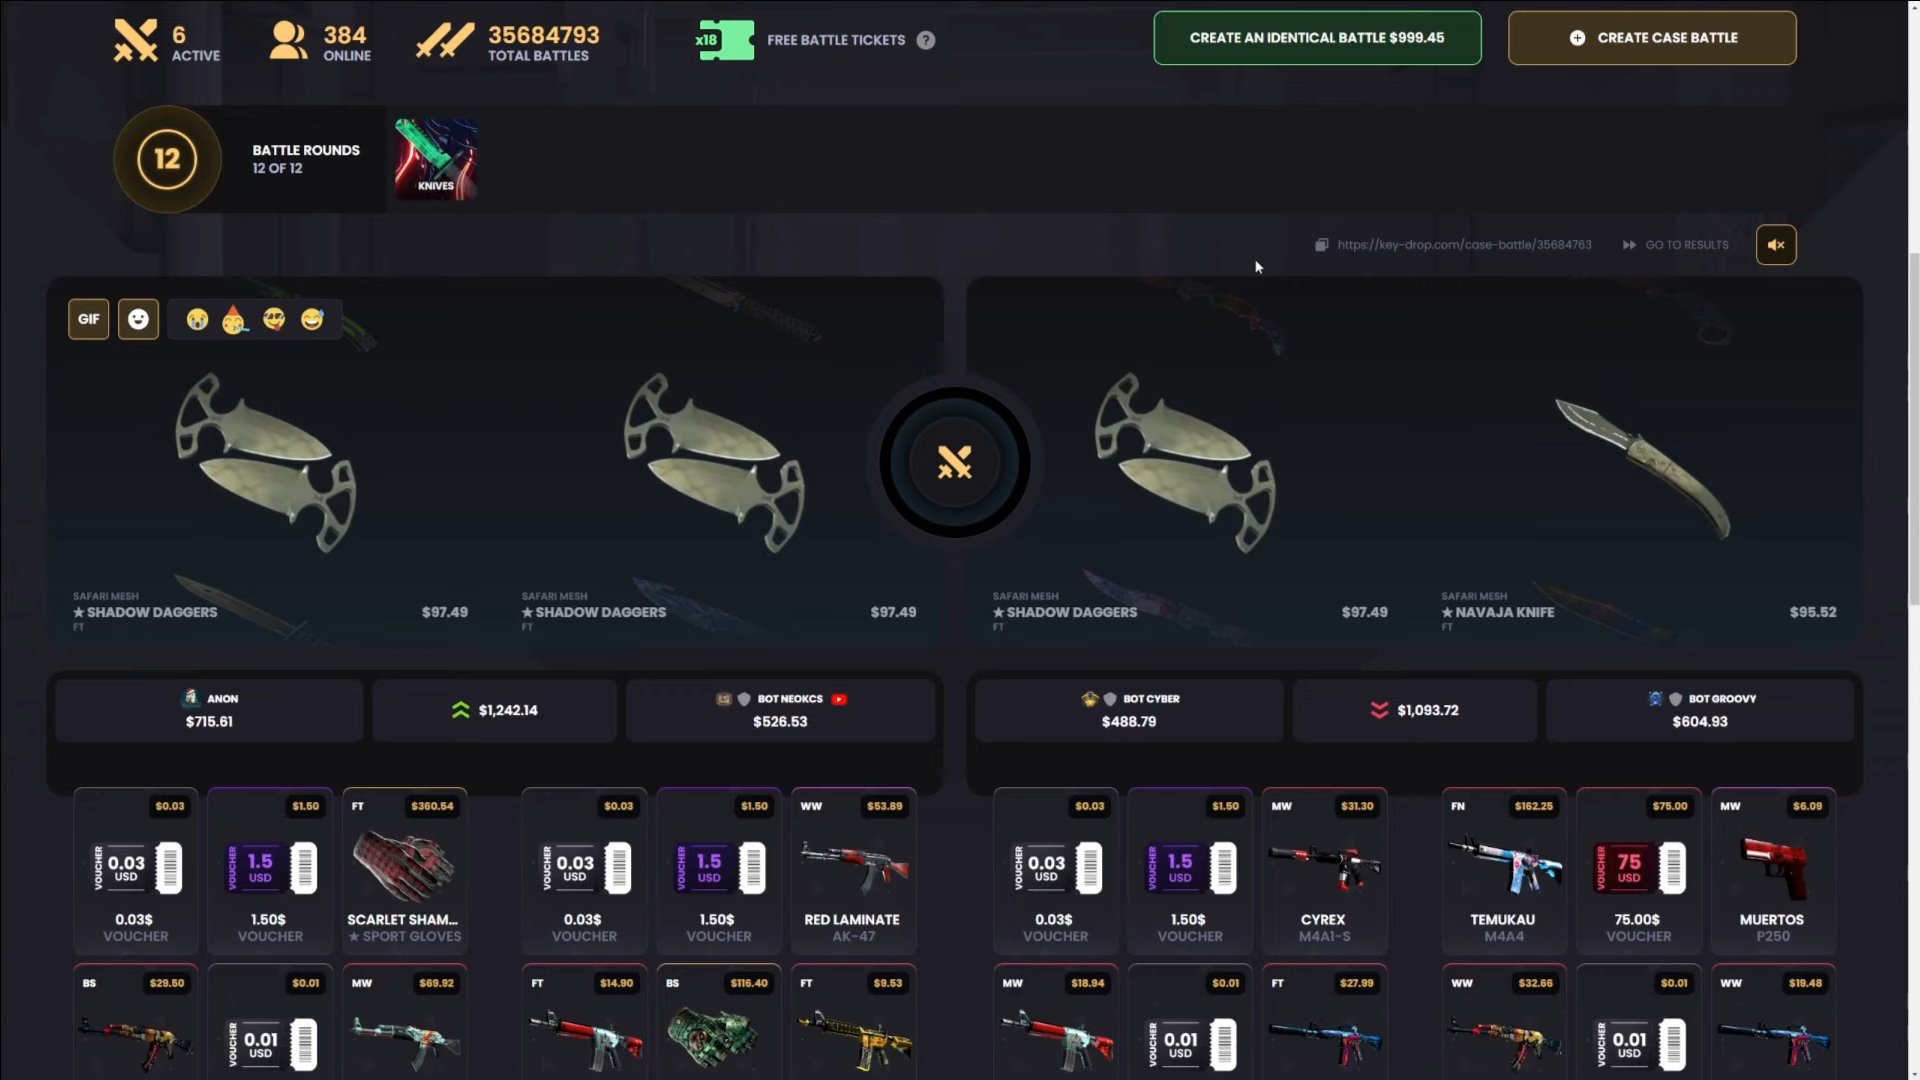 6
ACTIVE
384
ONLINE
35684793
TOTAL BATTLES
x18
FREE BATTLE TICKETS ?
CREATE AN IDENTICAL BATTLE $999.45
CREATE CASE BATTLE
12
BATTLE ROUNDS
12 OF 12
KNIVES
https://key-drop.com/case-battle/35684763
GO TO RESULTS
GIF
SAFARI MESH
★ SHADOW DAGGERS $97.49
FT
SAFARI MESH
★ SHADOW DAGGERS $97.49
FT
SAFARI MESH
★ SHADOW DAGGERS $97.49
FT
SAFARI MESH
★ NAVAJA KNIFE $95.52
FT
ANON
$715.61
$1,242.14
BOT NEOKCS
$526.53
BOT CYBER
$488.79
$1,093.72
BOT GROOVY
$604.93
$0.03
VOUCHER
0.03
USD
0.03$
VOUCHER
$1.50
VOUCHER
1.5
USD
1.50$
VOUCHER
FT $360.54
SCARLET SHAM...
★ SPORT GLOVES
$0.03
VOUCHER
0.03
USD
0.03$
VOUCHER
$1.50
VOUCHER
1.5
USD
1.50$
VOUCHER
WW $53.89
RED LAMINATE
AK-47
$0.03
VOUCHER
0.03
USD
0.03$
VOUCHER
$1.50
VOUCHER
1.5
USD
1.50$
VOUCHER
MW $31.30
CYREX
M4A1-S
FN $162.25
TEMUKAU
M4A4
$75.00
VOUCHER
75
USD
75.00$
VOUCHER
MW $6.09
MUERTOS
P250
BS $29.50
$0.01
VOUCHER
0.01
USD
MW $69.92
FT $14.90
BS $116.40
FT $9.53
MW $18.94
$0.01
VOUCHER
0.01
USD
FT $27.99
WW $32.66
$0.01
VOUCHER
0.01
USD
WW $19.48